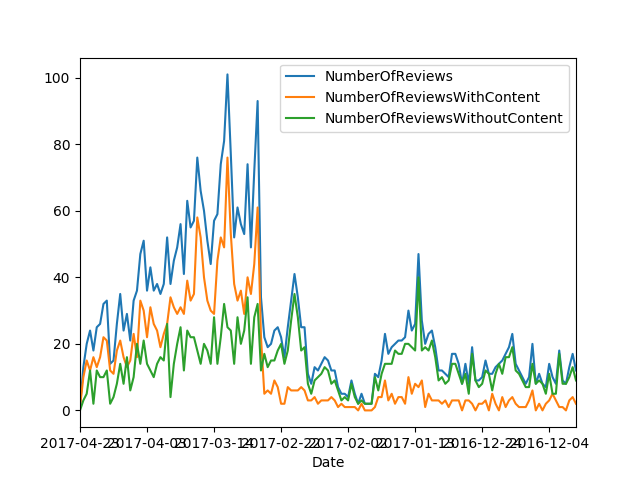 NumberOfReviews
NumberOfReviewsWithContent
NumberOfReviewsWithoutContent
100
80
60
40
20
0
2017-04-23 2017-04-03 2017-03-14 2017-02-22 2017-02-02 2017-01-13 2016-12-24 2016-12-04
Date